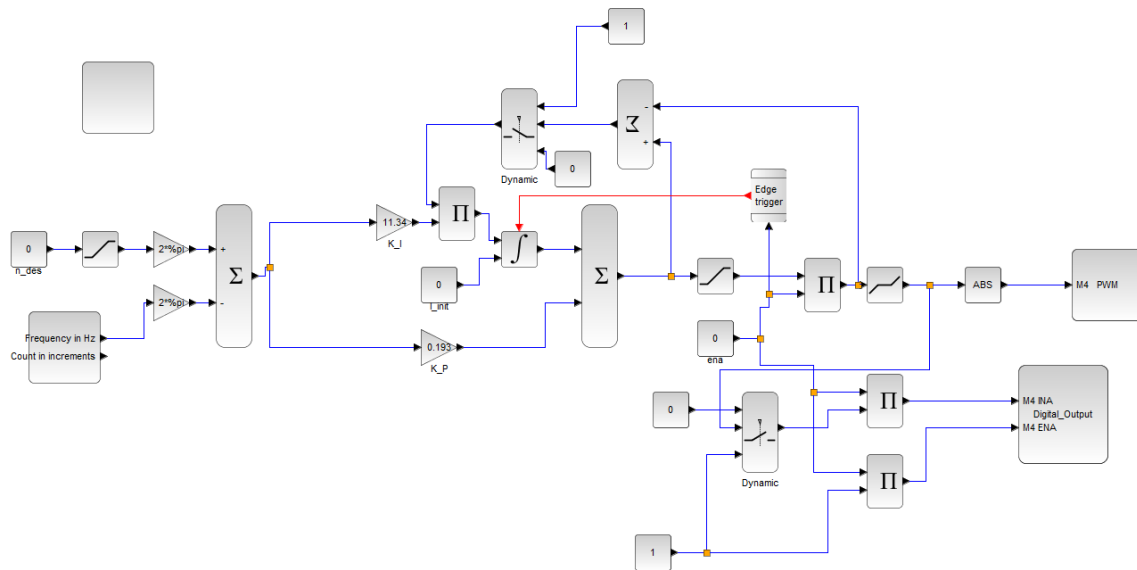 1
-
Σ
+
Dynamic
0
Edge
trigger
11.34
K_I
Π
0
n_des
2*%pi
+
Σ
-
∫
Σ
0
I_init
Π
ABS
M4 PWM
2*%pi
Frequency in Hz
Count in increments
0.193
K_P
0
ena
0
Dynamic
Π
M4 INA
Digital_Output
M4 ENA
Π
1